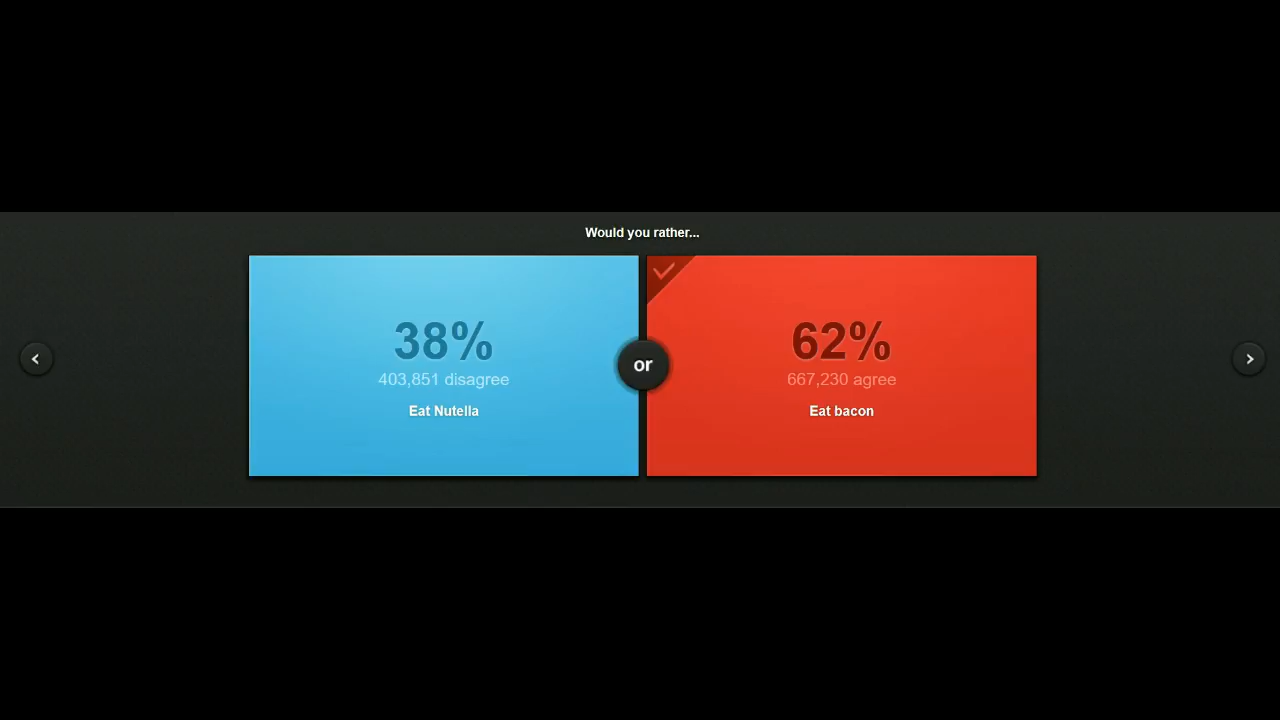 Would you rather...
38%
403,851 disagree
Eat Nutella
or
62%
667,230 agree
Eat bacon